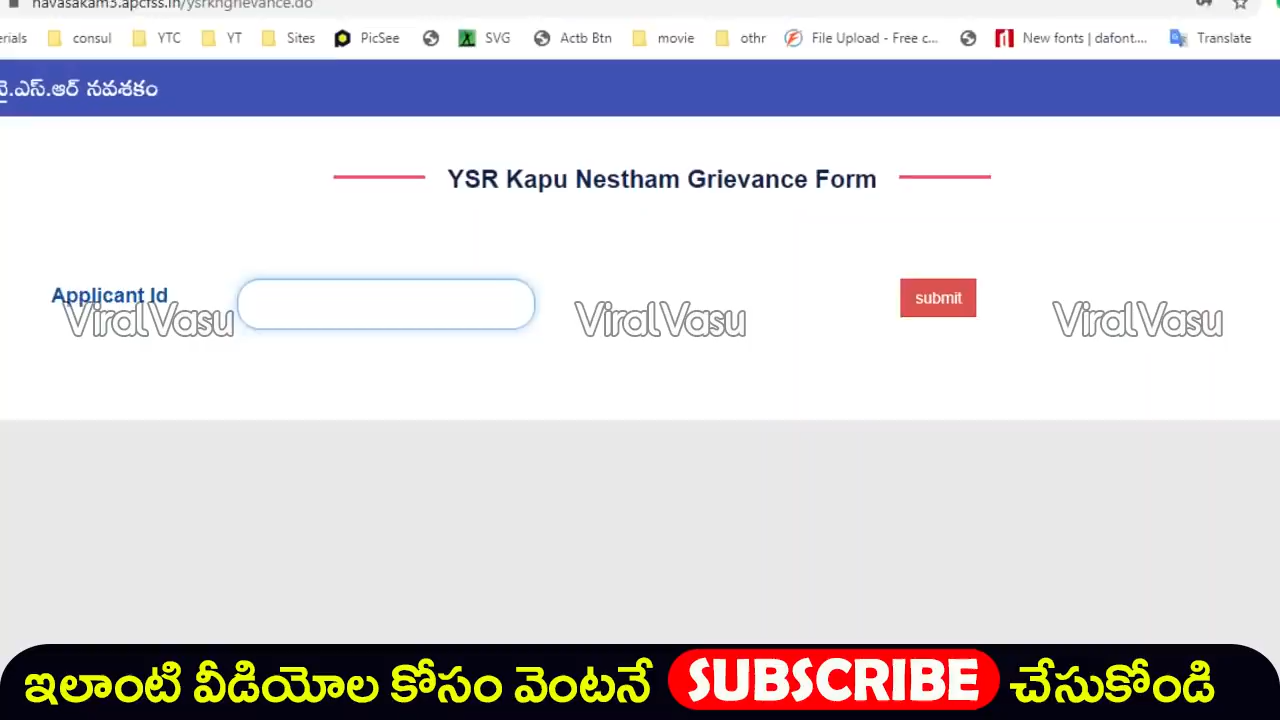 navasakam3.apcfss.in/ysrkngrievance.do
erials consul YTC YT Sites PicSee SVG Actb Btn movie othr File Upload - Free c... New fonts | dafont.... Translate
వై.ఎస్.ఆర్ నవశకం
YSR Kapu Nestham Grievance Form
Applicant Id
submit
ViralVasu ViralVasu ViralVasu
ఇలాంటి వీడియోల కోసం వెంటనే SUBSCRIBE చేసుకోండి